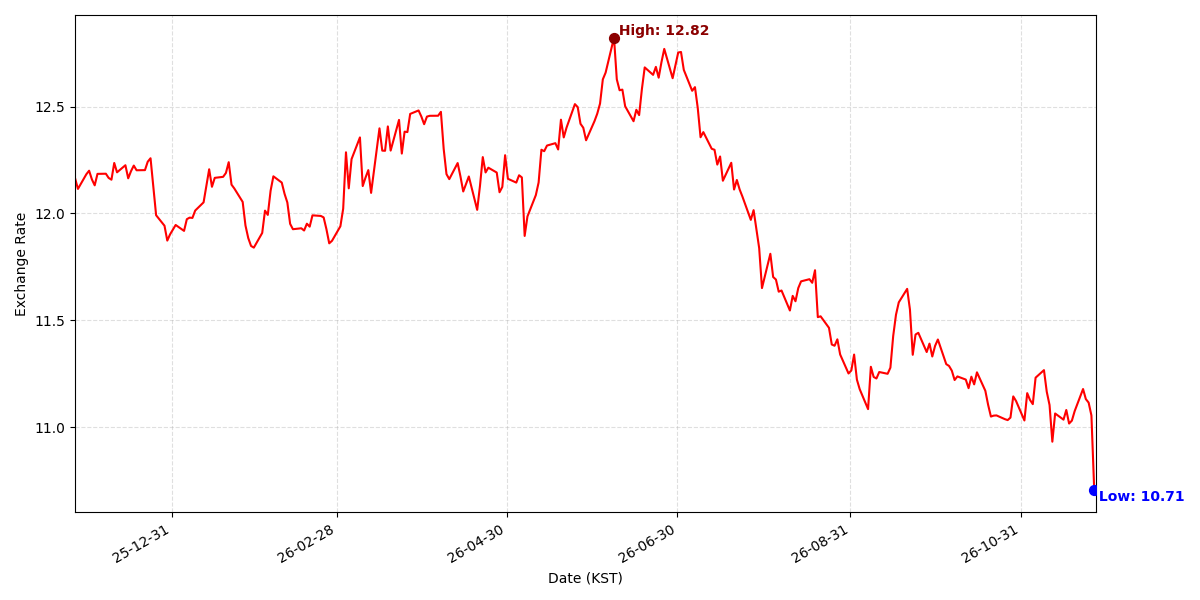 High: 12.82
12.5
12.0
11.5
11.0
Exchange Rate
Low: 10.71
25-12-31
26-02-28
26-04-30
26-06-30
26-08-31
26-10-31
Date (KST)